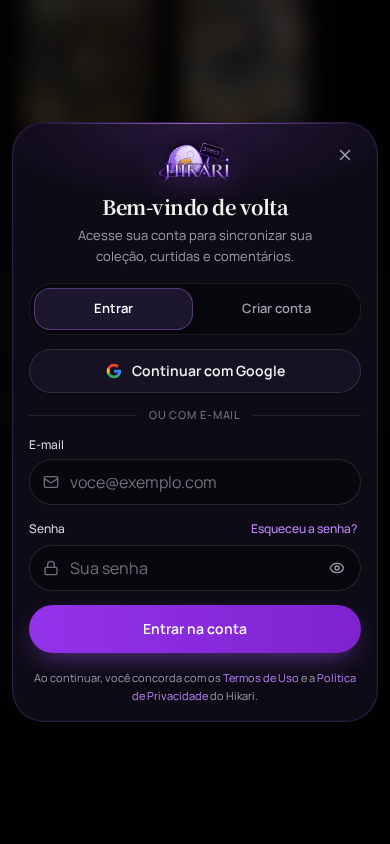 HIKARI
Bem-vindo de volta
Acesse sua conta para sincronizar sua
coleção, curtidas e comentários.
Entrar
Criar conta
Continuar com Google
OU COM E-MAIL
E-mail
voce@exemplo.com
Senha
Esqueceu a senha?
Sua senha
Entrar na conta
Ao continuar, você concorda com os Termos de Uso e a Política
de Privacidade do Hikari.